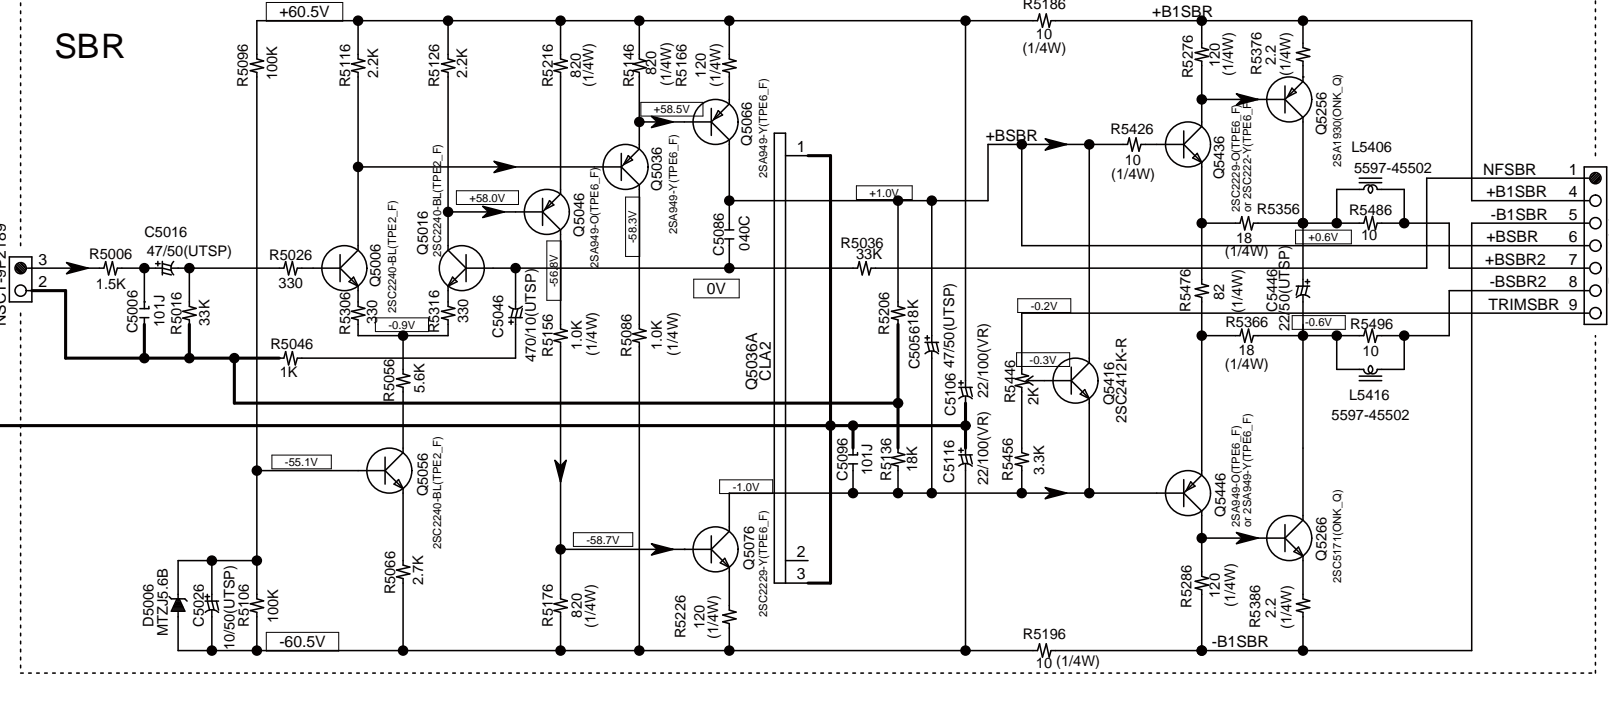 SBR
+60.5V
R5096
100K
R5116
2.2K
R5126
2.2K
R5216
820
(1/4W)
R5146
820
(1/4W)
R5166
120
(1/4W)
R5186
10
(1/4W)
+B1SBR
R5276
120
(1/4W)
R5376
2.2
(1/4W)
+58.5V
Q5066
2SA949-Y(TPE6_F)
Q5036
2SA949-Y(TPE6_F)
-58.3V
+58.0V
Q5046
2SA949-O(TPE6_F)
-56.8V
Q5016
2SC2240-BL(TPE2_F)
Q5006
2SC2240-BL(TPE2_F)
C5016
47/50(UTSP)
3
2
R5006
1.5K
C5006
101J
R5016
33K
R5026
330
R5306
330
R5316
330
-0.9V
C5046
470/10(UTSP)
R5046
1K
R5056
5.6K
R5156
1.0K
(1/4W)
R5086
1.0K
(1/4W)
C5086
040C
0V
Q5036A
CLA2
1
2
3
+1.0V
R5036
33K
R5206
18K
C5056
47/50(UTSP)
C5106
22/100(VR)
C5116
22/100(VR)
C5096
101J
R5136
18K
-1.0V
+BSBR
R5426
10
(1/4W)
Q5436
2SC2229-O(TPE6_F)
or 2SC222-Y(TPE6_F
Q5256
2SA1930(ONK_Q)
L5406
5597-45502
R5356
18
(1/4W)
R5486
10
+0.6V
R5476
82
(1/4W)
C5446
22/50(UTSP)
-0.2V
-0.3V
R5446
2K
R5456
3.3K
Q5416
2SC2412K-R
R5366
18
(1/4W)
-0.6V
R5496
10
L5416
5597-45502
Q5446
2SA949-O(TPE6_F)
or 2SA949-Y(TPE6_F)
Q5266
2SC5171(ONK_Q)
R5286
120
(1/4W)
R5386
2.2
(1/4W)
-B1SBR
R5196
10 (1/4W)
NFSBR 1
+B1SBR 4
-B1SBR 5
+BSBR 6
+BSBR2 7
-BSBR2 8
TRIMSBR 9
-55.1V
Q5056
2SC2240-BL(TPE2_F)
R5066
2.7K
D5006
MTZJ5.6B
C5026
10/50(UTSP)
R5106
100K
-60.5V
-58.7V
R5176
820
(1/4W)
Q5076
2SC2229-Y(TPE6_F)
R5226
120
(1/4W)